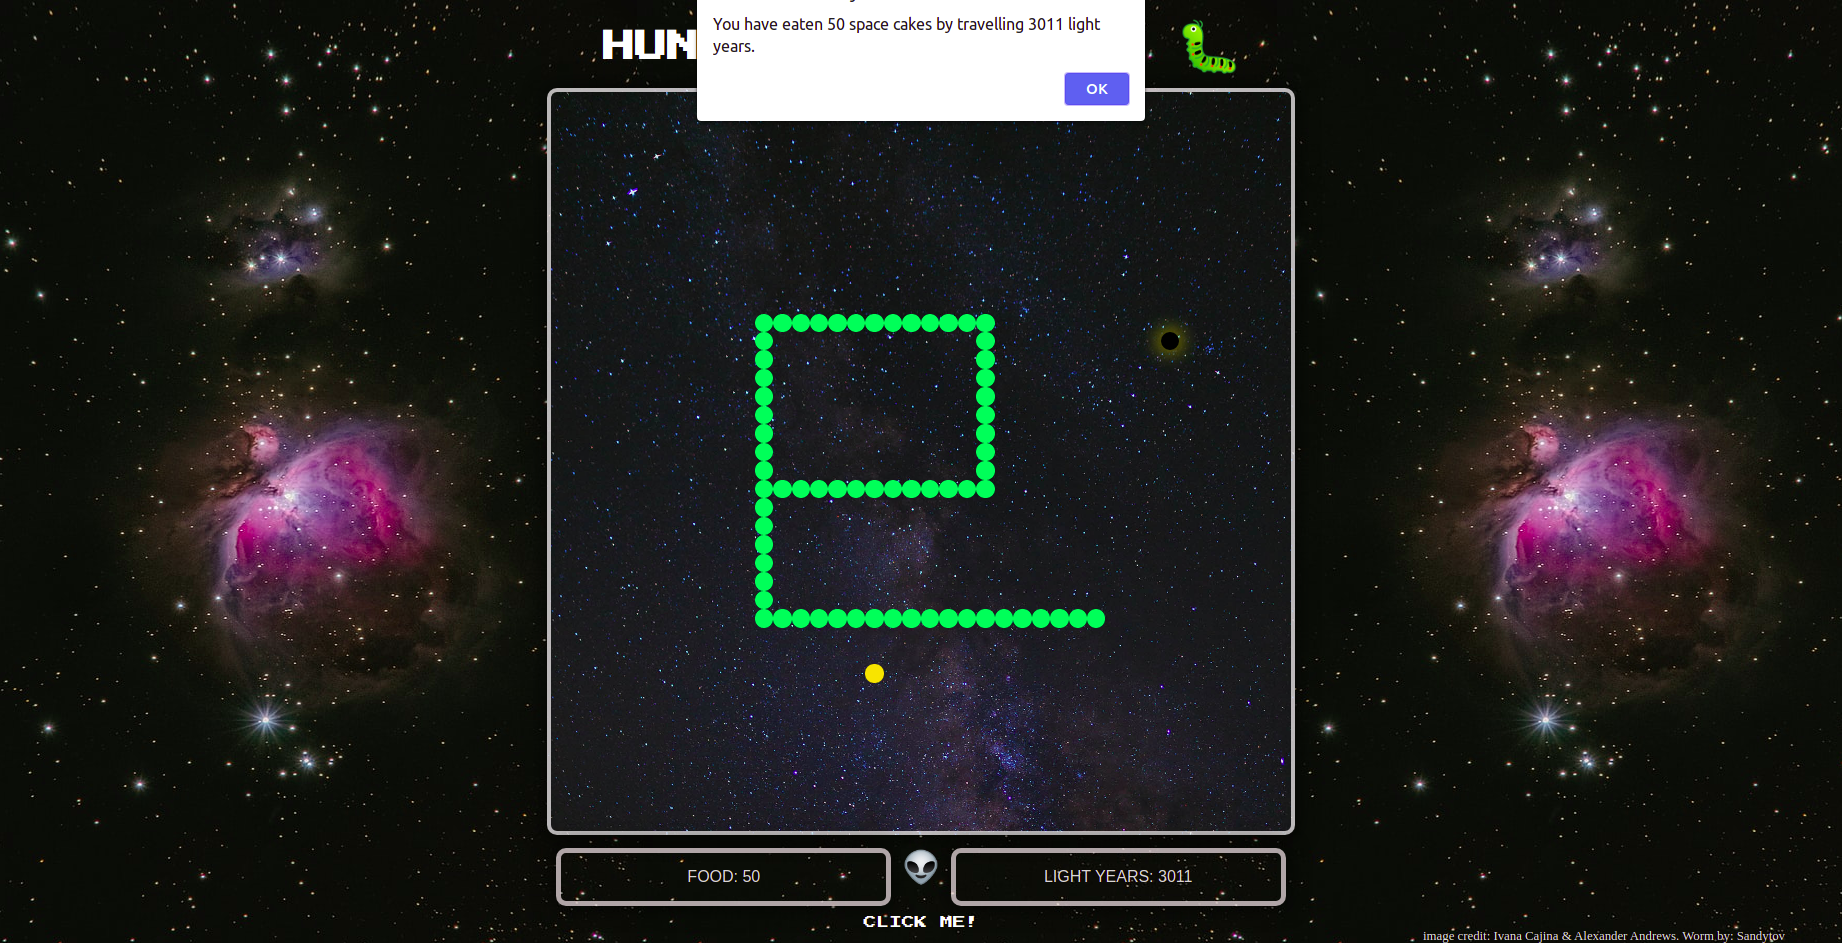 You have eaten 50 space cakes by travelling 3011 light
years.
OK
HUN
FOOD: 50
LIGHT YEARS: 3011
CLICK ME!
image credit: Ivana Cajina & Alexander Andrews. Worm by: Sandytov